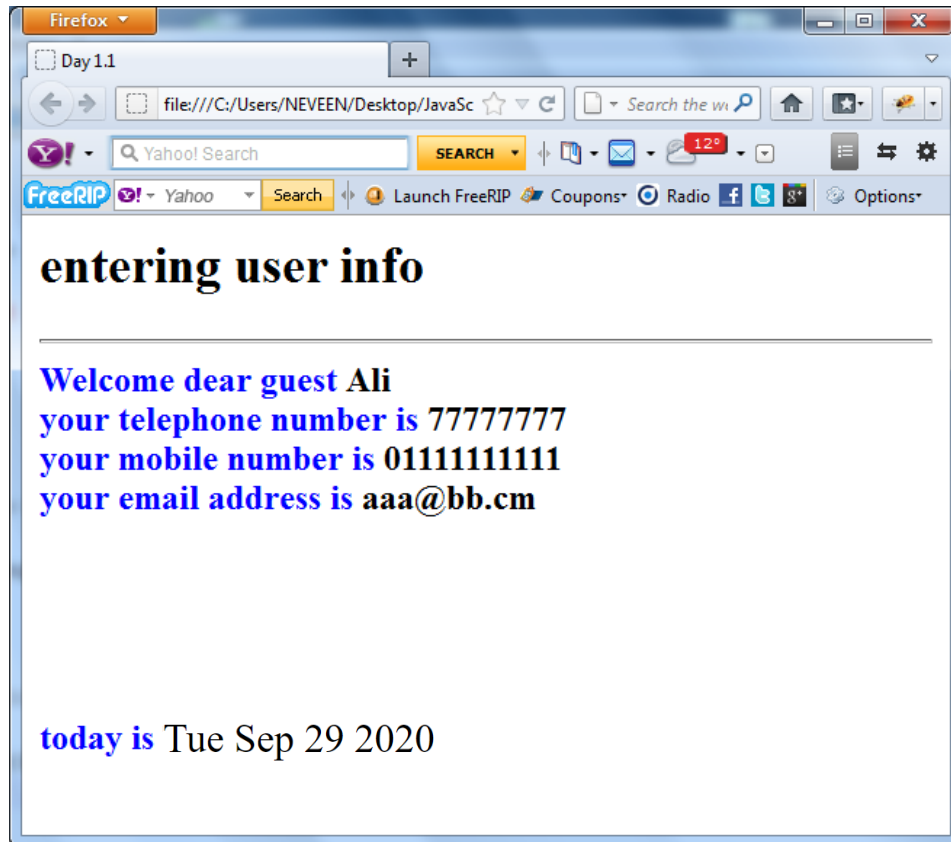 Firefox
Day 1.1
file:///C:/Users/NEVEEN/Desktop/JavaSc
Search the w
Y!
Yahoo! Search
SEARCH
12°
FreeRIP Y! Yahoo Search Launch FreeRIP Coupons Radio Options
entering user info
Welcome dear guest Ali
your telephone number is 77777777
your mobile number is 01111111111
your email address is aaa@bb.cm
today is Tue Sep 29 2020